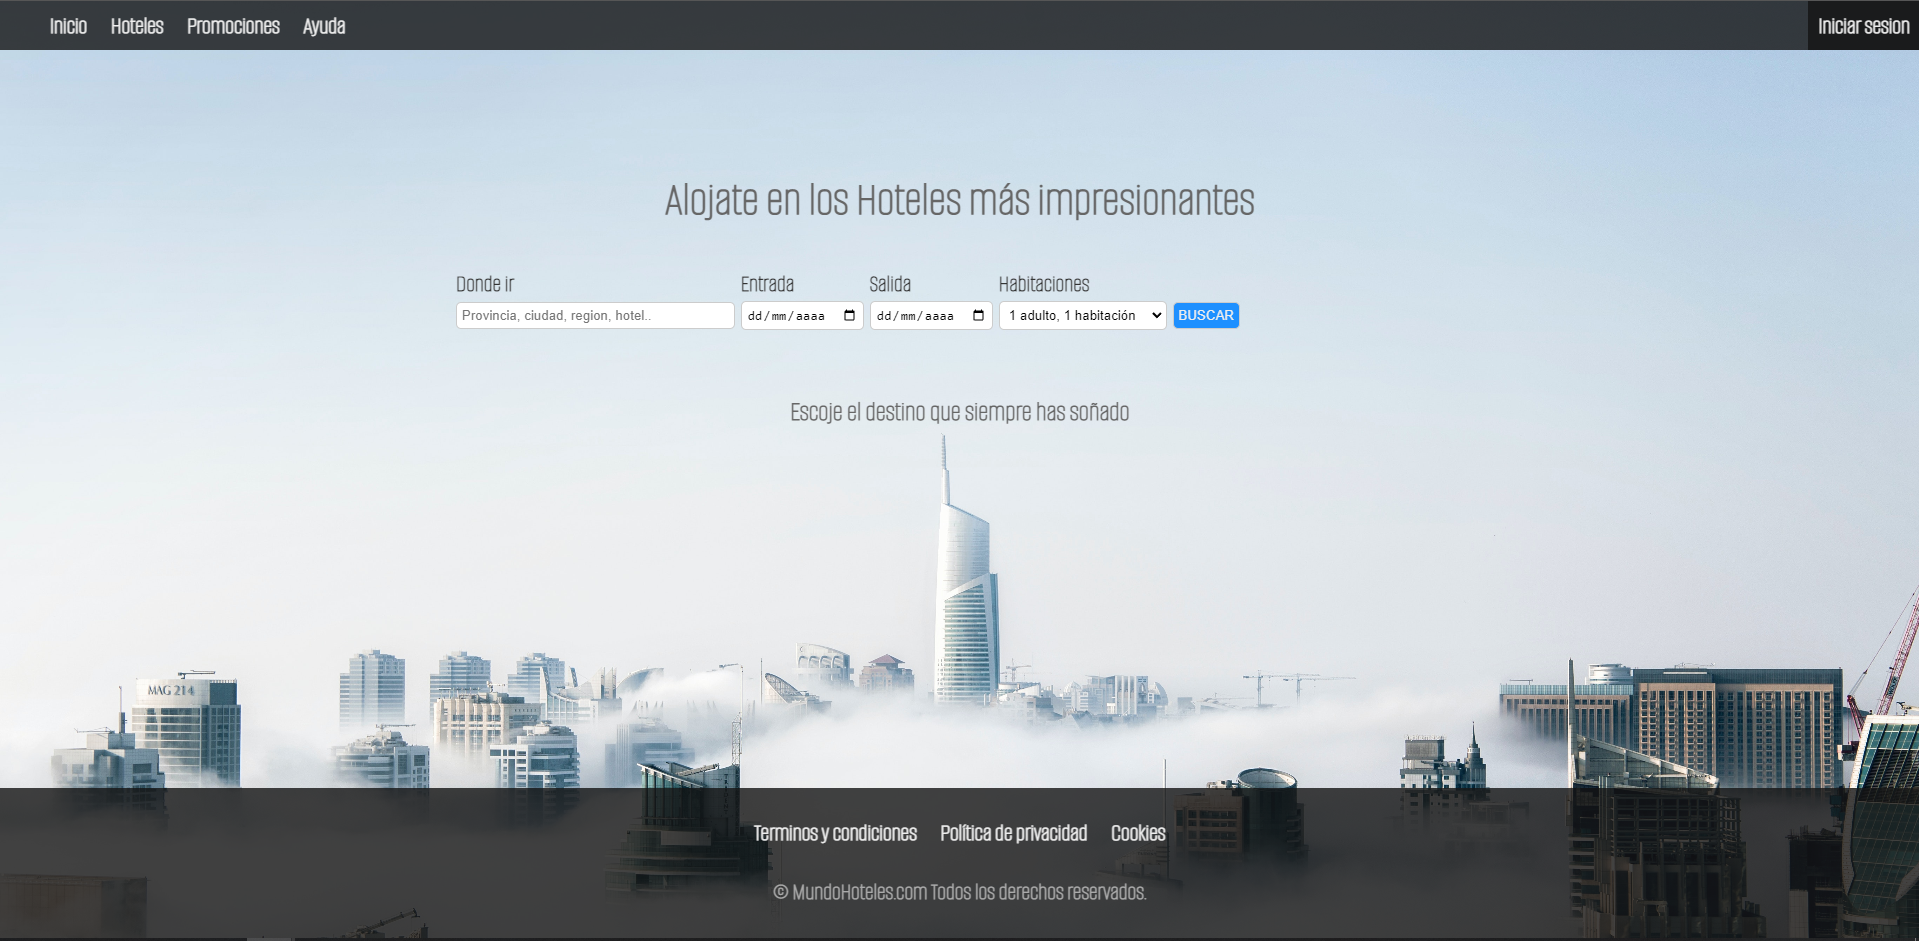 Inicio Hoteles Promociones Ayuda Iniciar sesion
Alojate en los Hoteles más impresionantes
Donde ir Entrada Salida Habitaciones
Provincia, ciudad, region, hotel.. dd/mm/aaaa dd/mm/aaaa 1 adulto, 1 habitación BUSCAR
Escoje el destino que siempre has soñado
MAG 214
Terminos y condiciones Política de privacidad Cookies
© MundoHoteles.com Todos los derechos reservados.